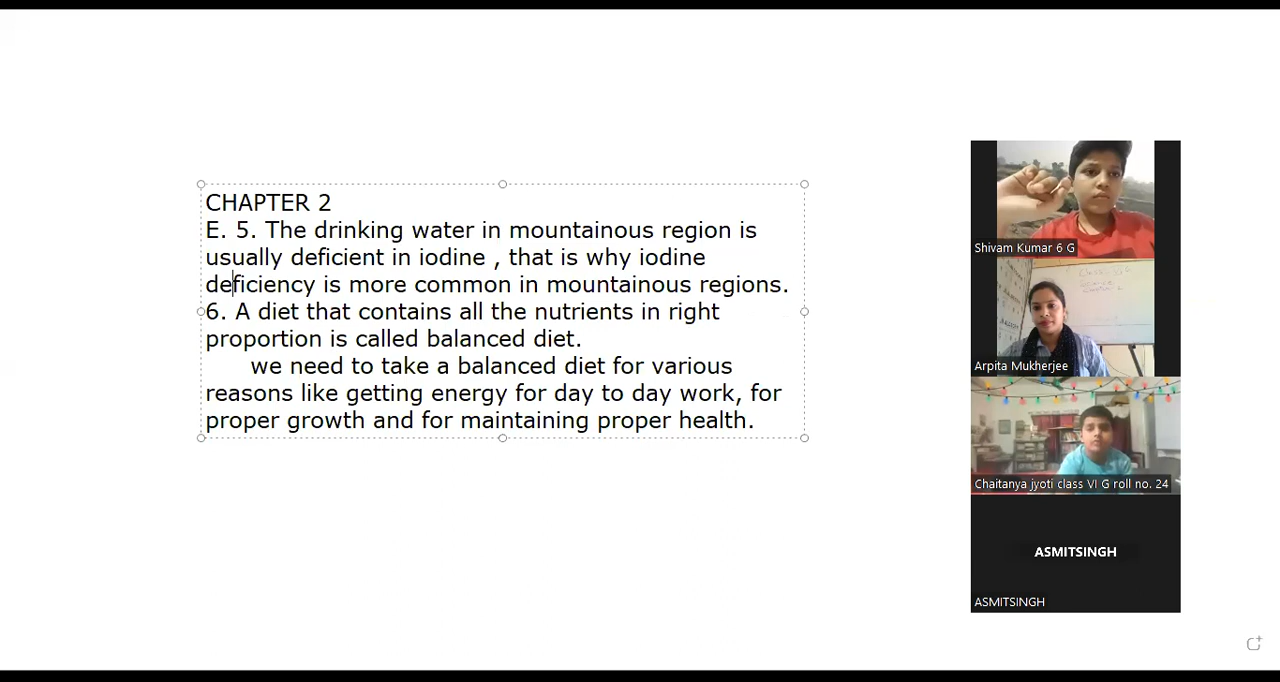 CHAPTER 2
E. 5. The drinking water in mountainous region is
usually deficient in iodine , that is why iodine
deficiency is more common in mountainous regions.
6. A diet that contains all the nutrients in right
proportion is called balanced diet.
we need to take a balanced diet for various
reasons like getting energy for day to day work, for
proper growth and for maintaining proper health.
Shivam Kumar 6 G
Arpita Mukherjee
Chaitanya jyoti class VI G roll no. 24
ASMITSINGH
ASMITSINGH